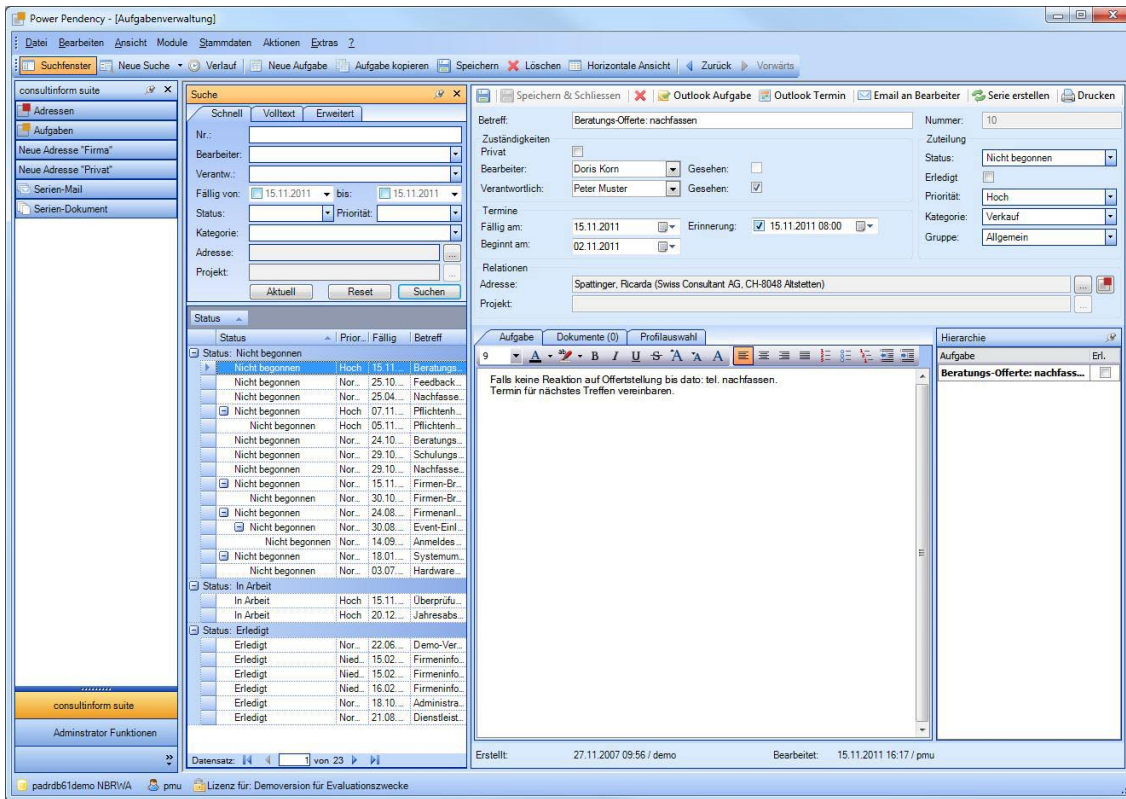 Power Pendency - [Aufgabenverwaltung]
Datei Bearbeiten Ansicht Module Stammdaten Aktionen Extras ?
Suchfenster Neue Suche Verlauf Neue Aufgabe Aufgabe kopieren Speichern Löschen Horizontale Ansicht Zurück Vorwärts
consultinform suite
Adressen
Aufgaben
Neue Adresse "Firma"
Neue Adresse "Privat"
Serien-Mail
Serien-Dokument
consultinform suite
Adminstrator Funktionen
Suche
Schnell Volltext Erweitert
Nr.:
Bearbeiter:
Verantw.:
Fällig von: 15.11.2011 bis: 15.11.2011
Status: Priorität:
Kategorie:
Adresse: ...
Projekt: ...
Aktuell Reset Suchen
Status
Status Prior... Fällig Betreff
Status: Nicht begonnen
Nicht begonnen Hoch 15.11... Beratungs...
Nicht begonnen Nor... 25.10... Feedback...
Nicht begonnen Nor... 25.04... Nachfasse...
Nicht begonnen Hoch 07.11... Pflichtenh...
Nicht begonnen Hoch 05.11... Pflichtenh...
Nicht begonnen Nor... 24.10... Beratungs...
Nicht begonnen Nor... 29.10... Schulungs...
Nicht begonnen Nor... 29.10... Nachfasse...
Nicht begonnen Nor... 15.11... Firmen-Br...
Nicht begonnen Nor... 30.10... Firmen-Br...
Nicht begonnen Nor... 24.08... Firmenanl...
Nicht begonnen Nor... 30.08... Event-Einl...
Nicht begonnen Nor... 14.09... Anmeldes...
Nicht begonnen Nor... 18.01... Systemum...
Nicht begonnen Nor... 03.07... Hardware...
Status: In Arbeit
In Arbeit Hoch 15.11... Überprüfu...
In Arbeit Hoch 20.12... Jahresabs...
Status: Erledigt
Erledigt Nor... 22.06... Demo-Ver...
Erledigt Nied... 15.02... Firmeninfo...
Erledigt Nied... 15.02... Firmeninfo...
Erledigt Nied... 16.02... Firmeninfo...
Erledigt Nor... 18.10... Administra...
Erledigt Nor... 21.08... Dienstleist...
Datensatz: 1 von 23
Speichern & Schliessen Outlook Aufgabe Outlook Termin Email an Bearbeiter Serie erstellen Drucken
Betreff: Beratungs-Offerte: nachfassen
Zuständigkeiten
Privat
Bearbeiter: Doris Korn Gesehen:
Verantwortlich: Peter Muster Gesehen:
Termine
Fällig am: 15.11.2011 Erinnerung: 15.11.2011 08:00
Beginnt am: 02.11.2011
Nummer: 10
Zuteilung
Status: Nicht begonnen
Erledigt
Priorität: Hoch
Kategorie: Verkauf
Gruppe: Allgemein
Relationen
Adresse: Spattinger, Ricarda (Swiss Consultant AG, CH-8048 Altstetten) ...
Projekt: ...
Aufgabe Dokumente (0) Profilauswahl
9 A B I U S A A A
Falls keine Reaktion auf Offertstellung bis dato: tel. nachfassen.
Termin für nächstes Treffen vereinbaren.
Hierarchie
Aufgabe Erl.
Beratungs-Offerte: nachfass...
Erstellt: 27.11.2007 09:56 / demo Bearbeitet: 15.11.2011 16:17 / pmu
padrdb61demo NBRWA pmu Lizenz für: Demoversion für Evaluationszwecke